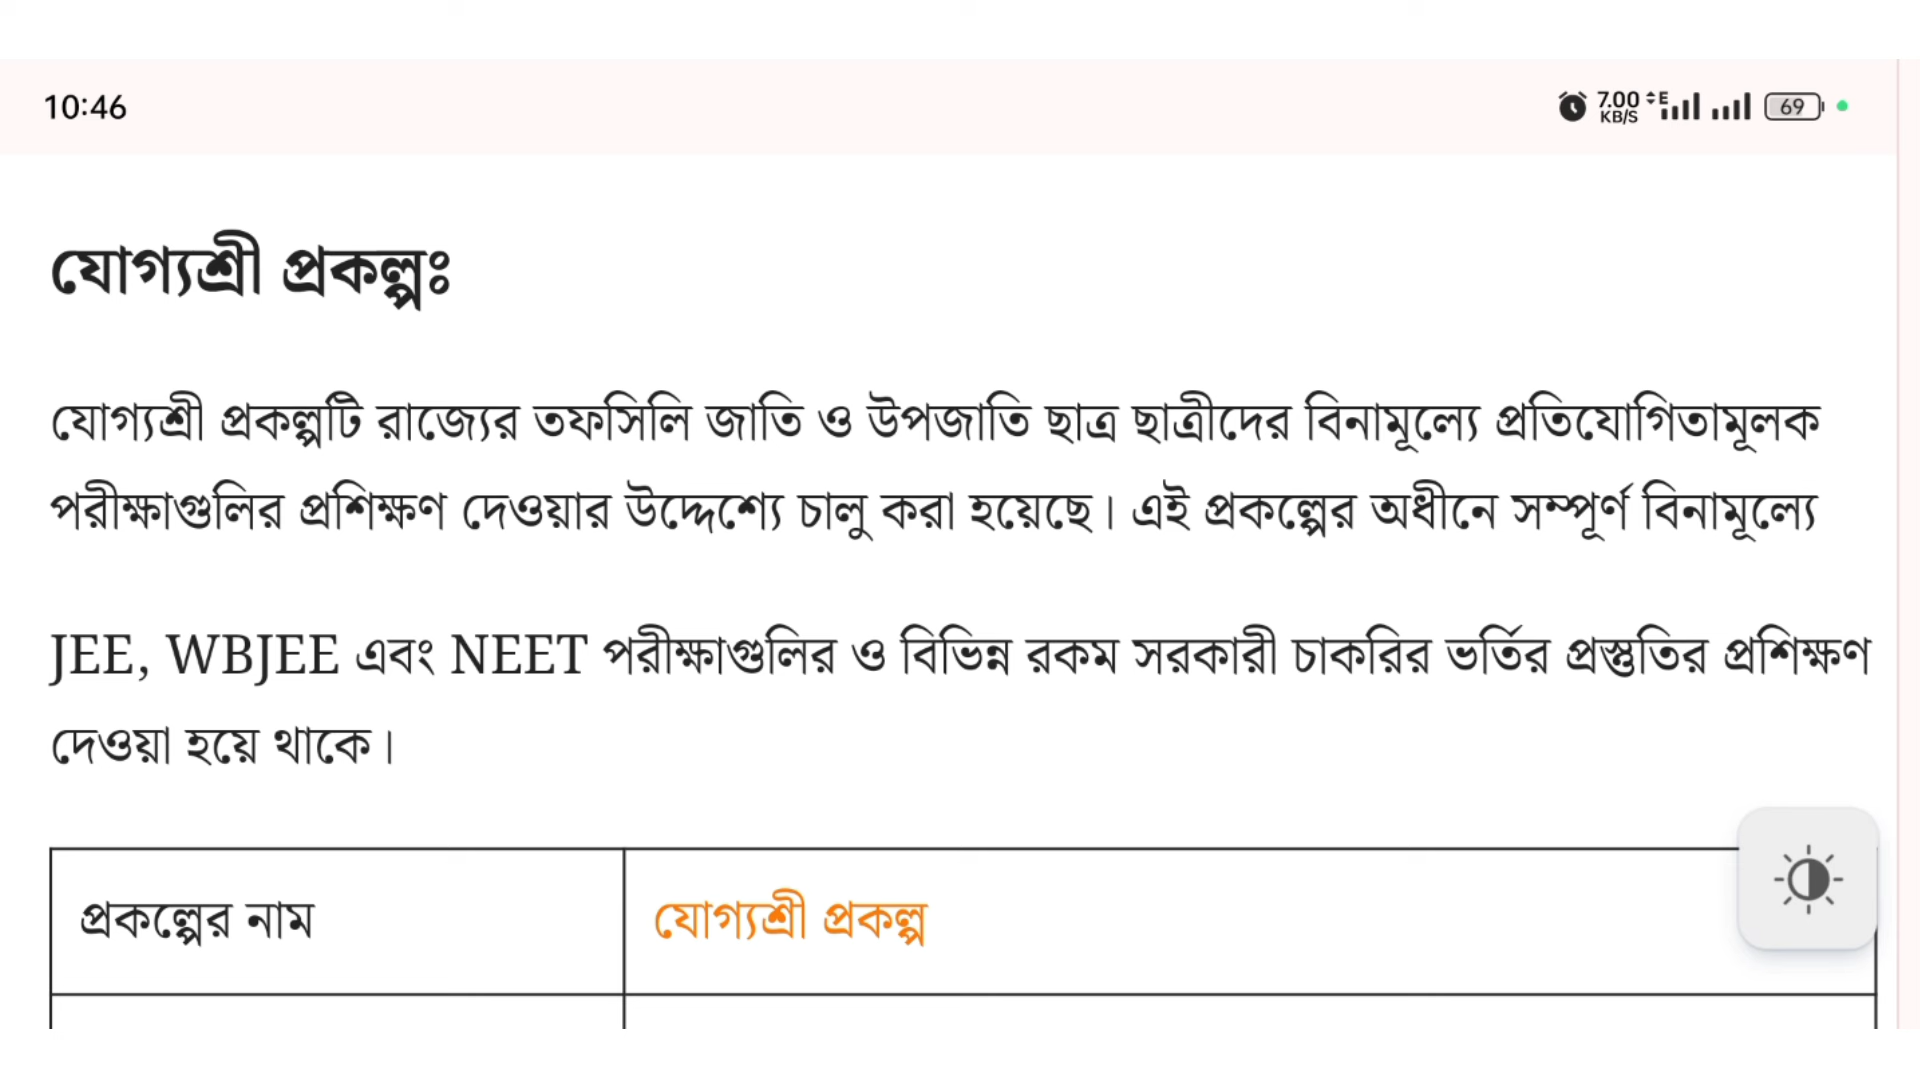 10:46
7.00 KB/S E 69
যোগ্যশ্রী প্রকল্পঃ
যোগ্যশ্রী প্রকল্পটি রাজ্যের তফসিলি জাতি ও উপজাতি ছাত্র ছাত্রীদের বিনামূল্যে প্রতিযোগিতামূলক
পরীক্ষাগুলির প্রশিক্ষণ দেওয়ার উদ্দেশ্যে চালু করা হয়েছে। এই প্রকল্পের অধীনে সম্পূর্ণ বিনামূল্যে
JEE, WBJEE এবং NEET পরীক্ষাগুলির ও বিভিন্ন রকম সরকারী চাকরির ভর্তির প্রস্তুতির প্রশিক্ষণ
দেওয়া হয়ে থাকে।
প্রকল্পের নাম যোগ্যশ্রী প্রকল্প